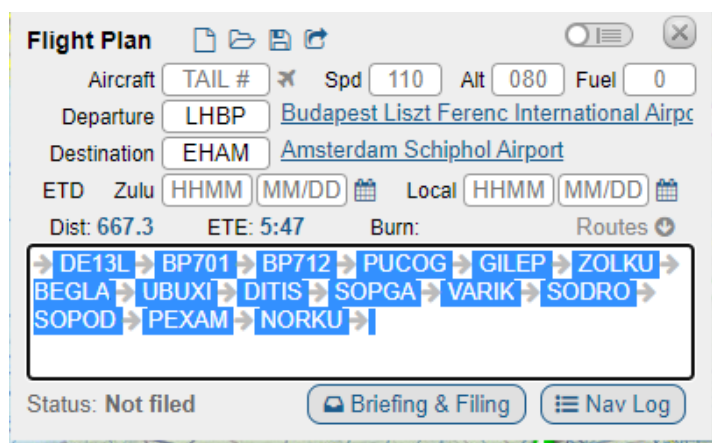 Flight Plan
Aircraft TAIL # Spd 110 Alt 080 Fuel 0
Departure LHBP Budapest Liszt Ferenc International Airpc
Destination EHAM Amsterdam Schiphol Airport
ETD Zulu HHMM MM/DD Local HHMM MM/DD
Dist: 667.3 ETE: 5:47 Burn: Routes
→ DE13L → BP701 → BP712 → PUCOG → GILEP → ZOLKU →
BEGLA → UBUXI → DITIS → SOPGA → VARIK → SODRO →
SOPOD → PEXAM → NORKU →
Status: Not filed Briefing & Filing Nav Log